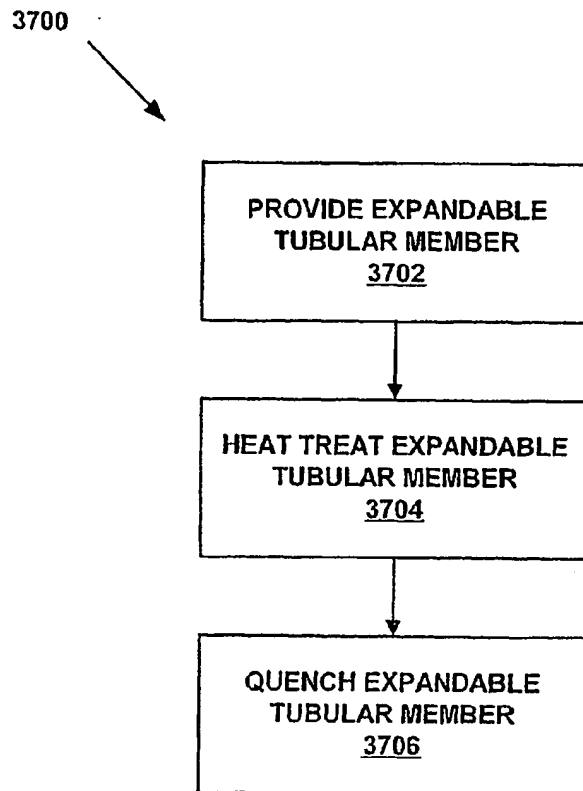 3700
PROVIDE EXPANDABLE
TUBULAR MEMBER
3702
HEAT TREAT EXPANDABLE
TUBULAR MEMBER
3704
QUENCH EXPANDABLE
TUBULAR MEMBER
3706